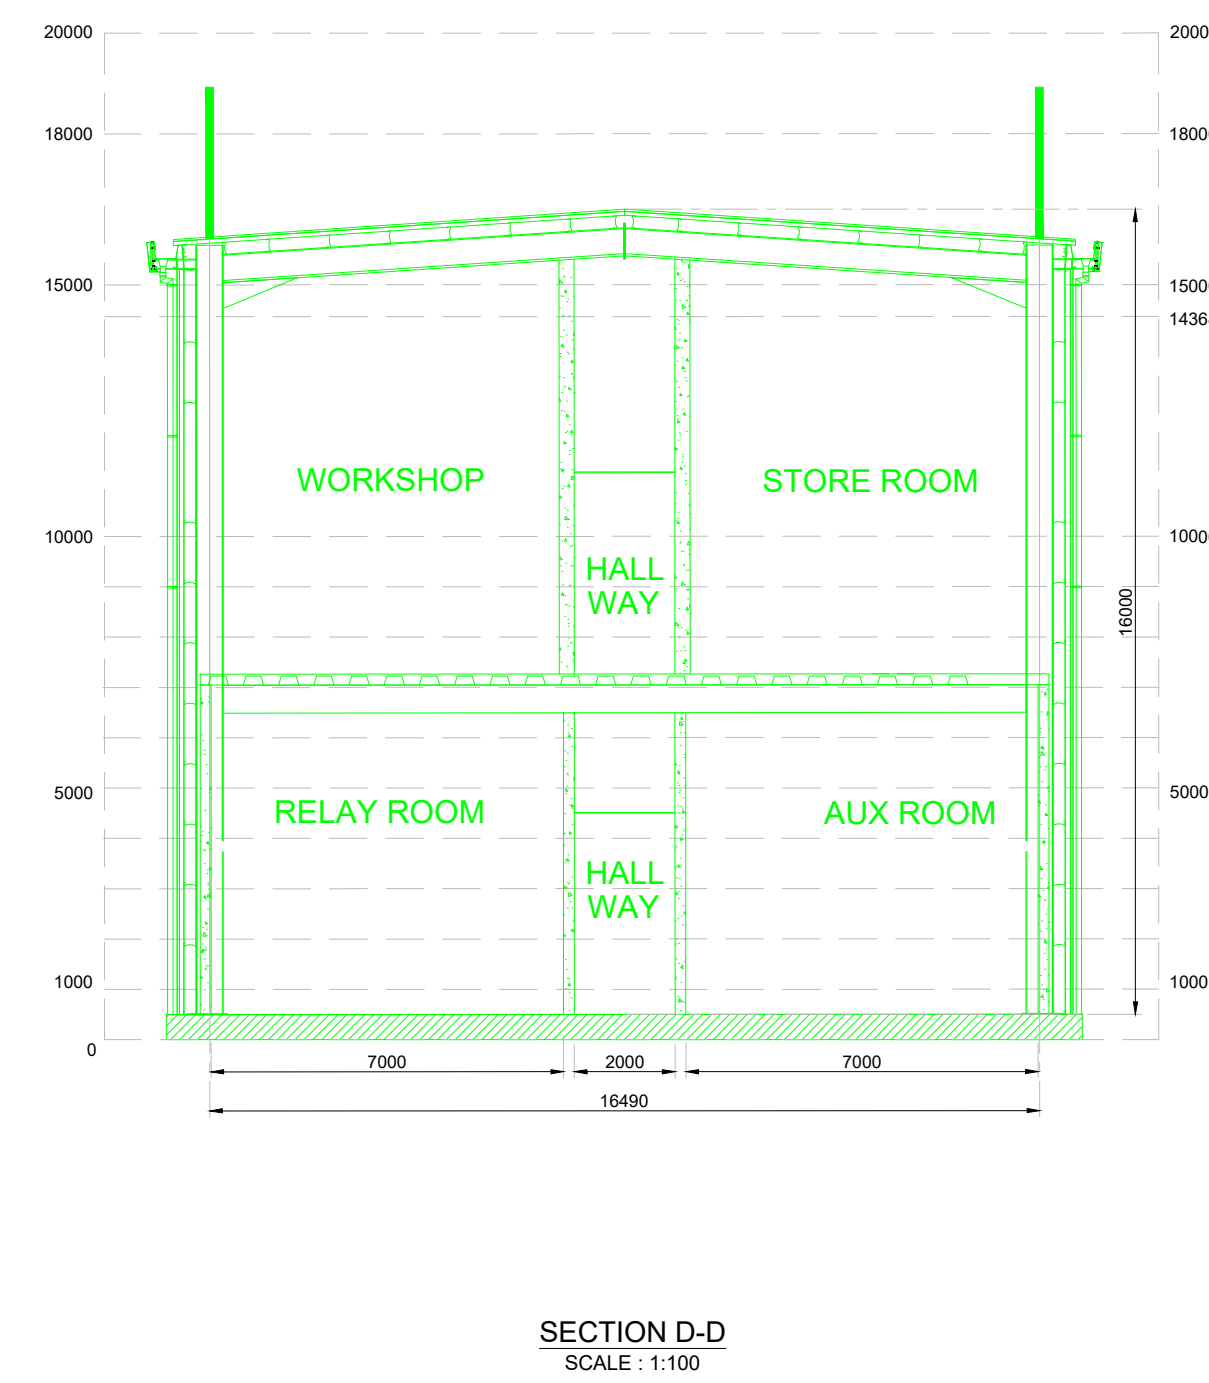 20000
2000
18000
1800
15000
1500
1436
WORKSHOP
STORE ROOM
10000
1000
HALL
WAY
16000
5000
5000
RELAY ROOM
AUX ROOM
HALL
WAY
1000
1000
0
7000
2000
7000
16490
SECTION D-D
SCALE : 1:100